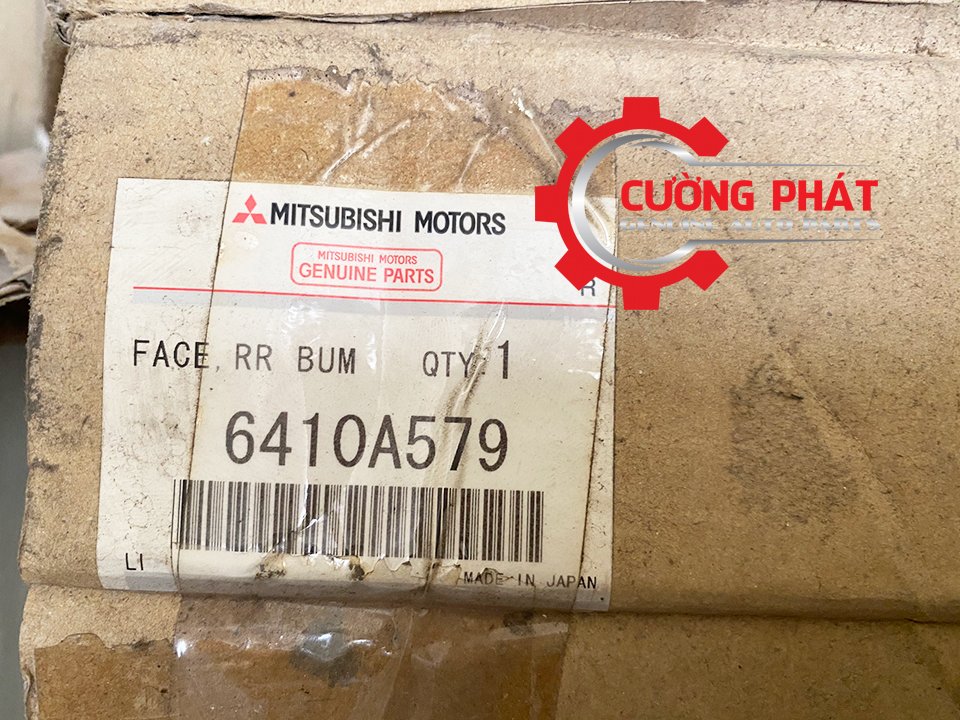 CƯỜNG PHÁT
MITSUBISHI MOTORS
MITSUBISHI MOTORS
GENUINE PARTS
R
FACE, RR BUM QTY 1
6410A579
LI
MADE IN JAPAN